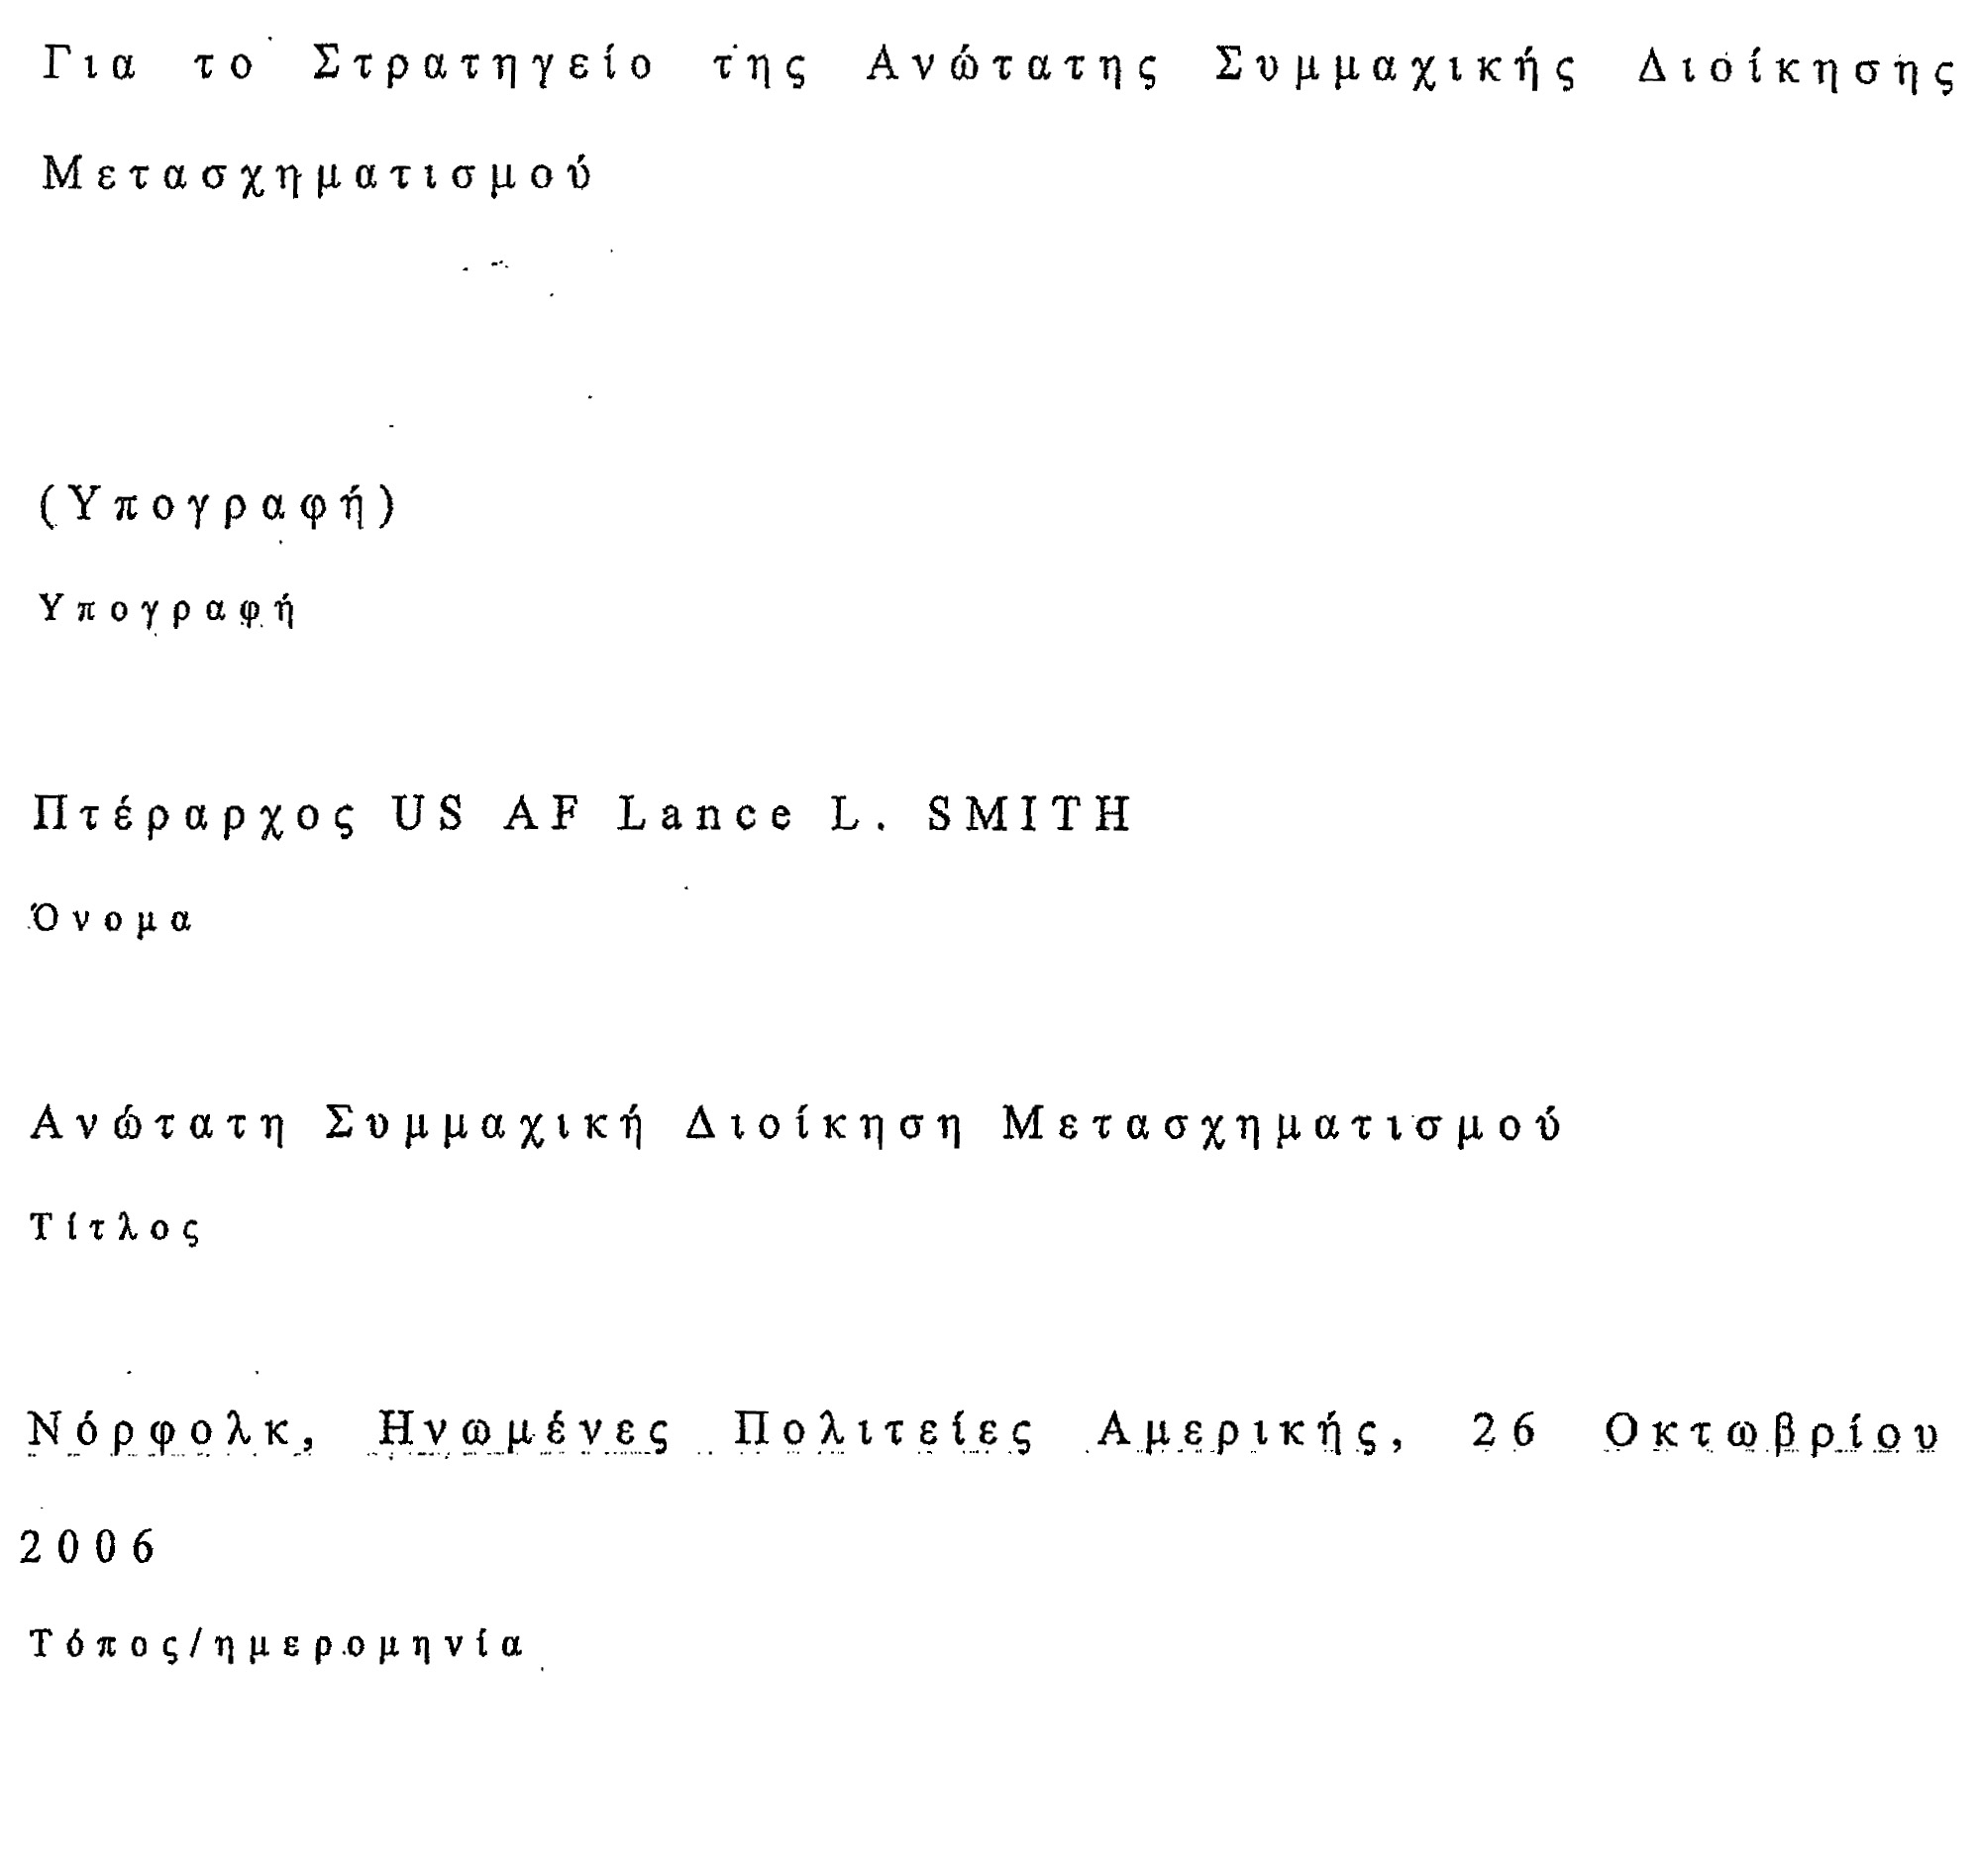 Για το Στρατηγείο της Ανώτατης Συμμαχικής Διοίκησης
Μετασχηματισμού
(Υπογραφή)
Υπογραφή
Πτέραρχος US AF Lance L. SMITH
Όνομα
Ανώτατη Συμμαχική Διοίκηση Μετασχηματισμού
Τίτλος
Νόρφολκ, Ηνωμένες Πολιτείες Αμερικής, 26 Οκτωβρίου
2006
Τόπος/ημερομηνία